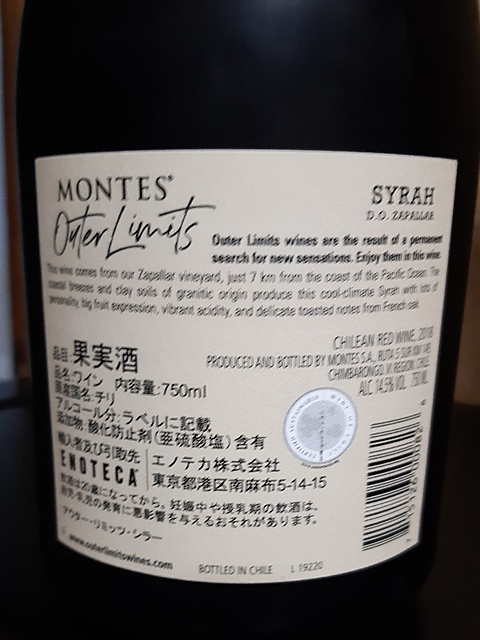 MONTES®
Outer Limits
SYRAH
D.O. ZAPALLAR
Outer Limits wines are the result of a permanent
search for new sensations. Enjoy them in this wine.
This wine comes from our Zapallar vineyard, just 7 km from the coast of the Pacific Ocean. The
coastal breezes and clay soils of granitic origin produce this cool-climate Syrah with lots of
personality, big fruit expression, vibrant acidity, and delicate toasted notes from French oak.
CHILEAN RED WINE, 2018
PRODUCED AND BOTTLED BY MONTES S.A., RUTA 5 SUR KM
CHIMBARONGO, VI REGION, CHILE
ALC 14.5% VOL. 750 ML
品目:果実酒
品名:ワイン 内容量:750ml
原産国名:チリ
アルコール分:ラベルに記載
添加物:酸化防止剤(亜硫酸塩)含有
輸入者及び引取先
ENOTECA®
エノテカ株式会社
東京都港区南麻布5-14-15
飲酒は20歳になってから。妊娠中や授乳期の飲酒は、
胎児・乳児の発育に悪影響を与えるおそれがあります。
アウター・リミッツ・シラー
www.outerlimitswines.com
BOTTLED IN CHILE L 19220